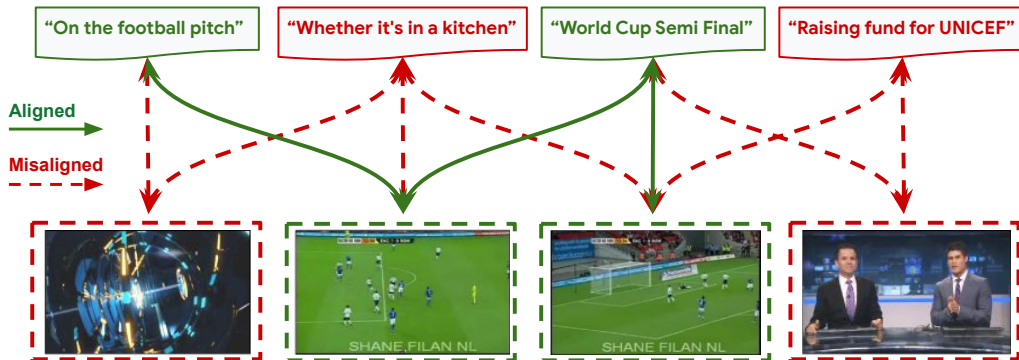 “On the football pitch”
“Whether it's in a kitchen”
“World Cup Semi Final”
“Raising fund for UNICEF”
Aligned
Misaligned
SHANE,FILAN NL
SHANE FILAN NL